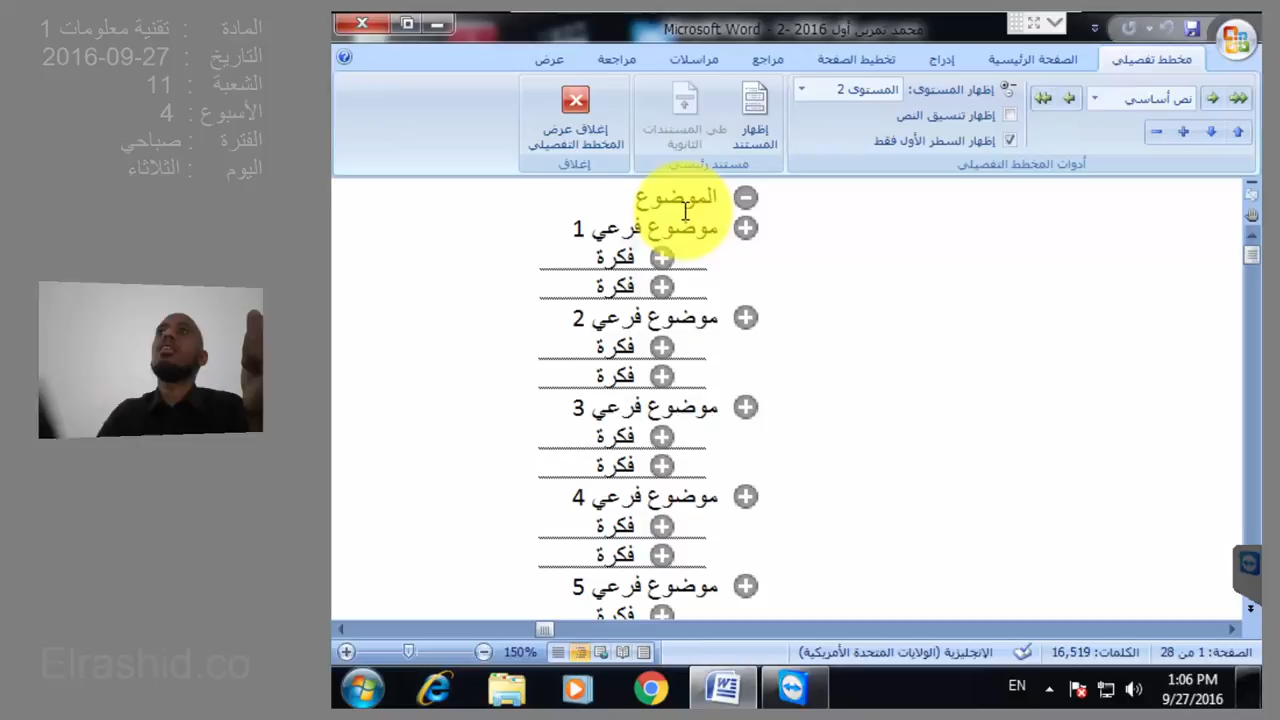 المادة : تقنية معلومات 1
التاريخ : 2016-09-27
الشعبة : 11
الأسبوع : 4
الفترة : صباحي
اليوم : الثلاثاء
محمد تمرين أول 2016 -2- Microsoft Word
مخطط تفصيلي
الصفحة الرئيسية
إدراج
تخطيط الصفحة
مراجع
مراسلات
مراجعة
عرض
نص أساسي
إظهار المستوى: المستوى 2
إظهار تنسيق النص
إظهار السطر الأول فقط
أدوات المخطط التفصيلي
إظهار المستند
طي المستندات الثانوية
مستند رئيسي
إغلاق عرض المخطط التفصيلي
إغلاق
الموضوع
موضوع فرعي 1
فكرة
فكرة
موضوع فرعي 2
فكرة
فكرة
موضوع فرعي 3
فكرة
فكرة
موضوع فرعي 4
فكرة
فكرة
موضوع فرعي 5
فكرة
الصفحة: 1 من 28
الكلمات: 16,519
الإنجليزية (الولايات المتحدة الأمريكية)
150%
EN
1:06 PM
9/27/2016
Elrashid.co